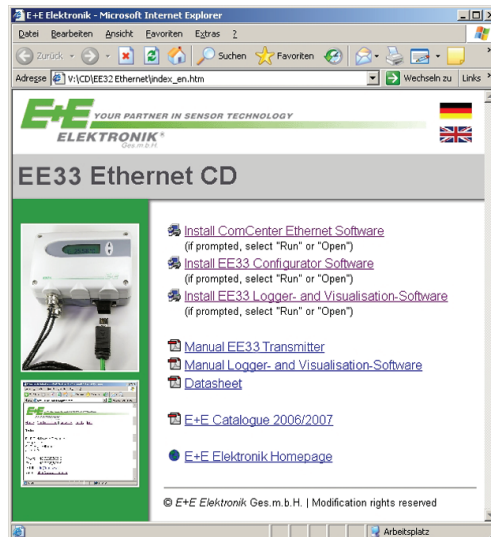 E+E Elektronik - Microsoft Internet Explorer
Datei Bearbeiten Ansicht Favoriten Extras ?
Zurück Suchen Favoriten
Adresse V:\CD\EE32 Ethernet\index_en.htm Wechseln zu Links
E+E YOUR PARTNER IN SENSOR TECHNOLOGY
ELEKTRONIK®
Ges.m.b.H.
EE33 Ethernet CD
Install ComCenter Ethernet Software
(if prompted, select "Run" or "Open")
Install EE33 Configurator Software
(if prompted, select "Run" or "Open")
Install EE33 Logger- and Visualisation-Software
(if prompted, select "Run" or "Open")
Manual EE33 Transmitter
Manual Logger- and Visualisation-Software
Datasheet
E+E Catalogue 2006/2007
E+E Elektronik Homepage
© E+E Elektronik Ges.m.b.H. | Modification rights reserved
Arbeitsplatz